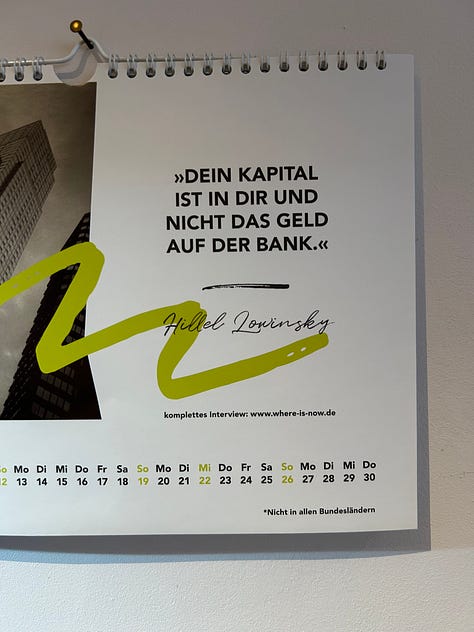 »DEIN KAPITAL
IST IN DIR UND
NICHT DAS GELD
AUF DER BANK.«
Hillel Lowinsky
komplettes Interview: www.where-is-now.de
So Mo Di Mi Do Fr Sa So Mo Di Mi Do Fr Sa So Mo Di Mi Do
12 13 14 15 16 17 18 19 20 21 22 23 24 25 26 27 28 29 30
*Nicht in allen Bundesländern